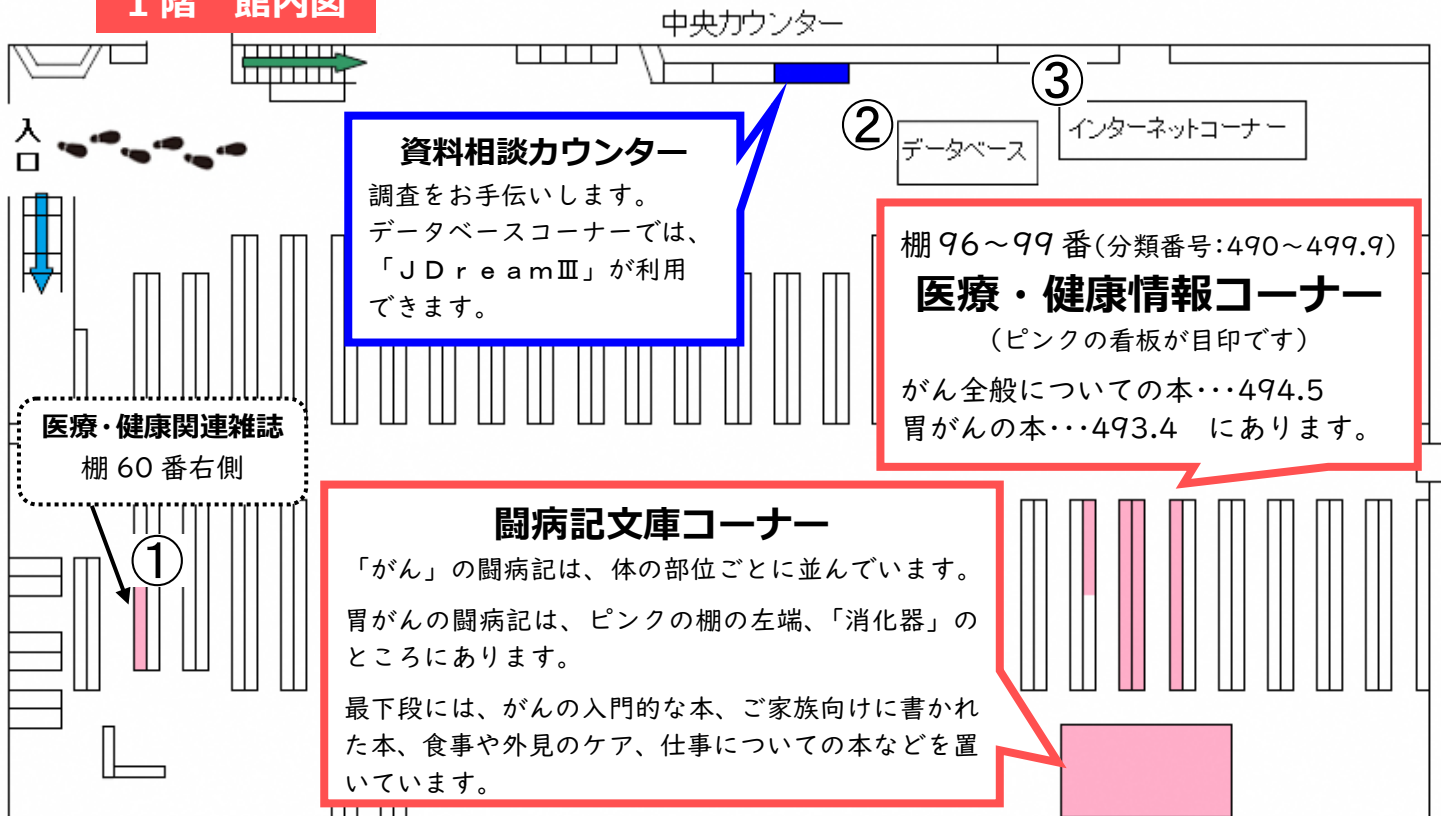 1階 館内図
中央カウンター
入口
③
②
データベース
インターネットコーナー
資料相談カウンター
調査をお手伝いします。
データベースコーナーでは、
「ＪＤｒｅａｍⅢ」が利用
できます。
棚96～99番(分類番号:490～499.9)
医療・健康情報コーナー
（ピンクの看板が目印です）
がん全般についての本･･･494.5
胃がんの本･･･493.4　にあります。
医療・健康関連雑誌
棚60番右側
①
闘病記文庫コーナー
「がん」の闘病記は、体の部位ごとに並んでいます。
胃がんの闘病記は、ピンクの棚の左端、「消化器」の
ところにあります。
最下段には、がんの入門的な本、ご家族向けに書かれ
た本、食事や外見のケア、仕事についての本などを置
いています。